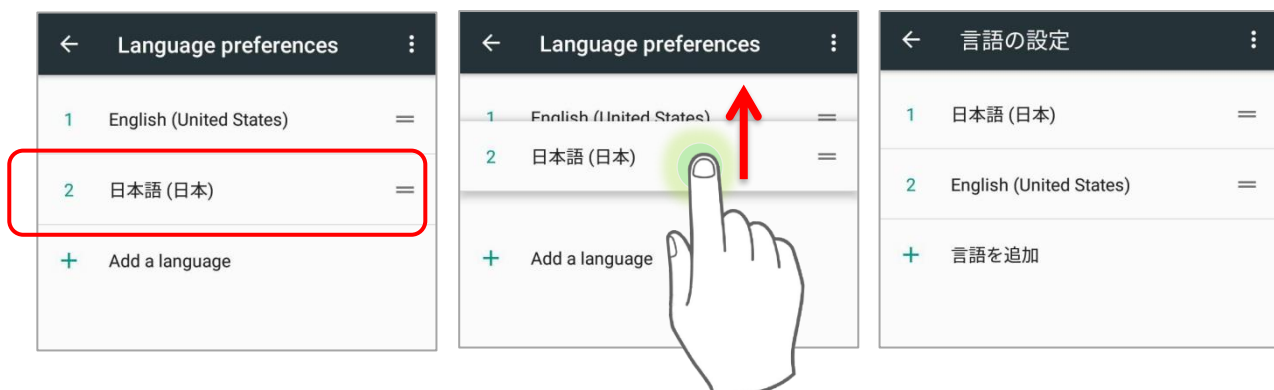 Language preferences
1 English (United States)
2 日本語 (日本)
Add a language
Language preferences
1 English (United States)
2 日本語 (日本)
Add a language
言語の設定
1 日本語 (日本)
2 English (United States)
言語を追加